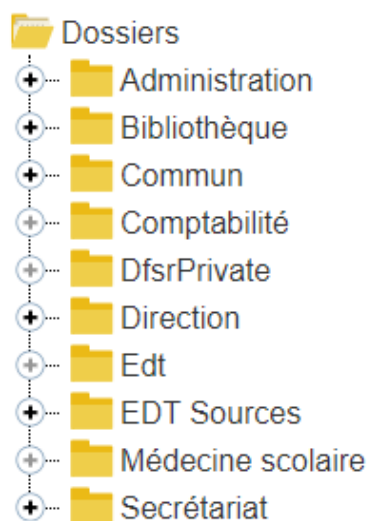 Dossiers
Administration
Bibliothèque
Commun
Comptabilité
DfsrPrivate
Direction
Edt
EDT Sources
Médecine scolaire
Secrétariat